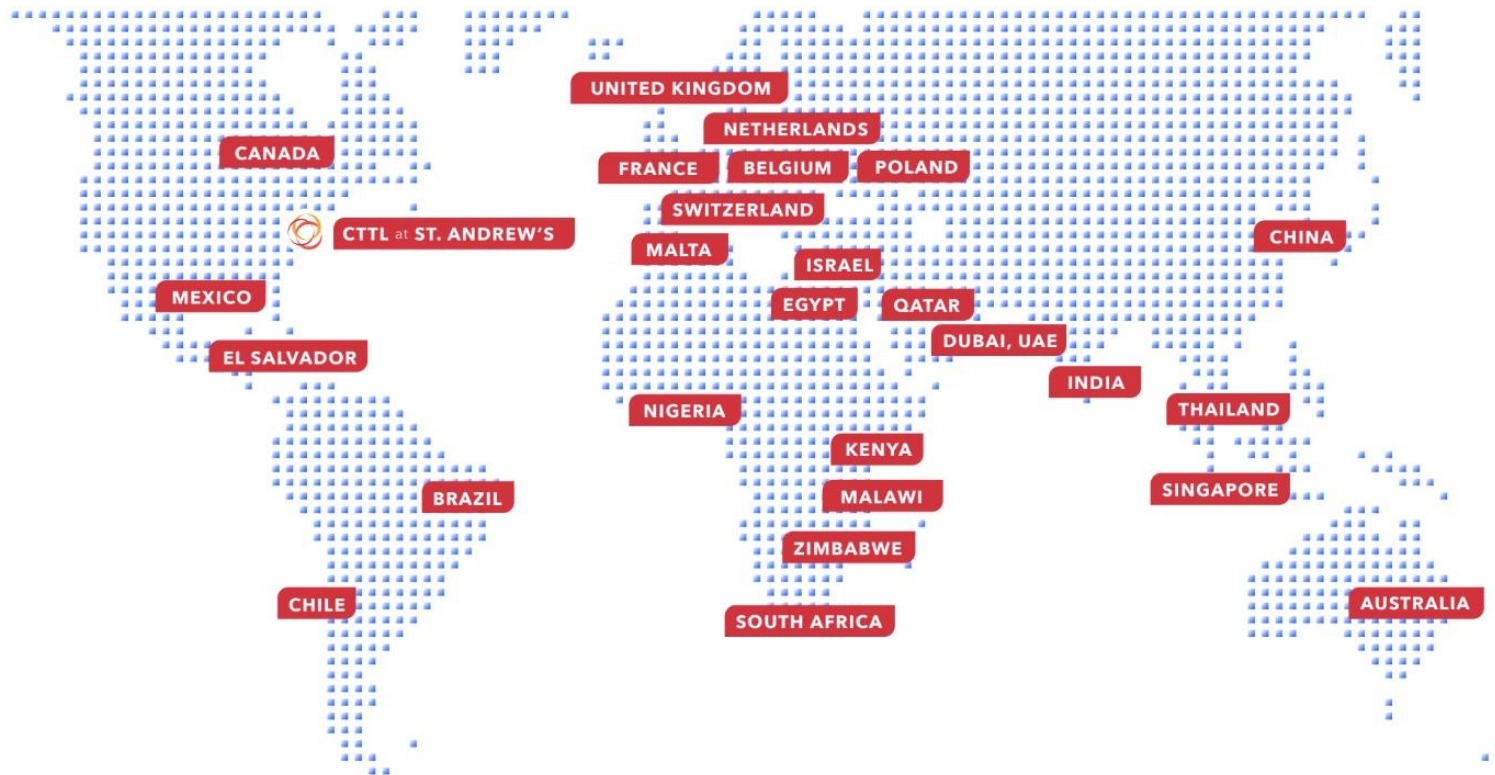 UNITED KINGDOM
NETHERLANDS
CANADA
FRANCE
BELGIUM
POLAND
SWITZERLAND
CTTL at ST. ANDREW'S
CHINA
MALTA
ISRAEL
MEXICO
EGYPT
QATAR
DUBAI, UAE
EL SALVADOR
INDIA
NIGERIA
THAILAND
KENYA
BRAZIL
MALAWI
SINGAPORE
ZIMBABWE
CHILE
AUSTRALIA
SOUTH AFRICA